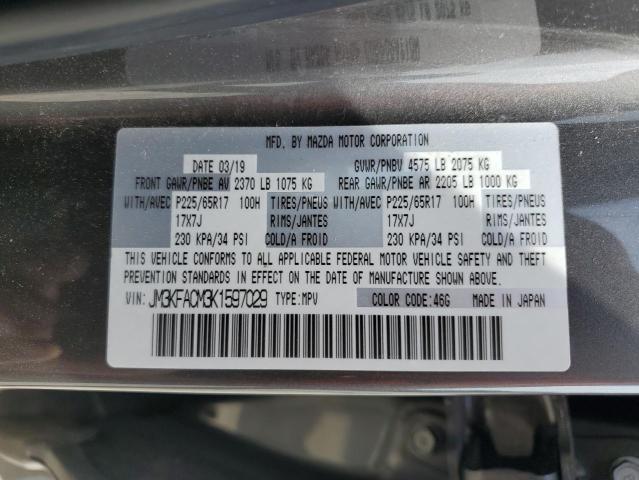 MFD. BY MAZDA MOTOR CORPORATION
DATE 03/19 GVWR/PNBV 4575 LB 2075 KG
FRONT GAWR/PNBE AV 2370 LB 1075 KG REAR GAWR/PNBE AR 2205 LB 1000 KG
WITH/AVEC P225/65R17 100H TIRES/PNEUS WITH/AVEC P225/65R17 100H TIRES/PNEUS
17X7J RIMS/JANTES 17X7J RIMS/JANTES
230 KPA/34 PSI COLD/A FROID 230 KPA/34 PSI COLD/A FROID
THIS VEHICLE CONFORMS TO ALL APPLICABLE FEDERAL MOTOR VEHICLE SAFETY AND THEFT
PREVENTION STANDARDS IN EFFECT ON THE DATE OF MANUFACTURE SHOWN ABOVE.
VIN: JM3KFACM3K1597029 TYPE:MPV COLOR CODE:46G MADE IN JAPAN